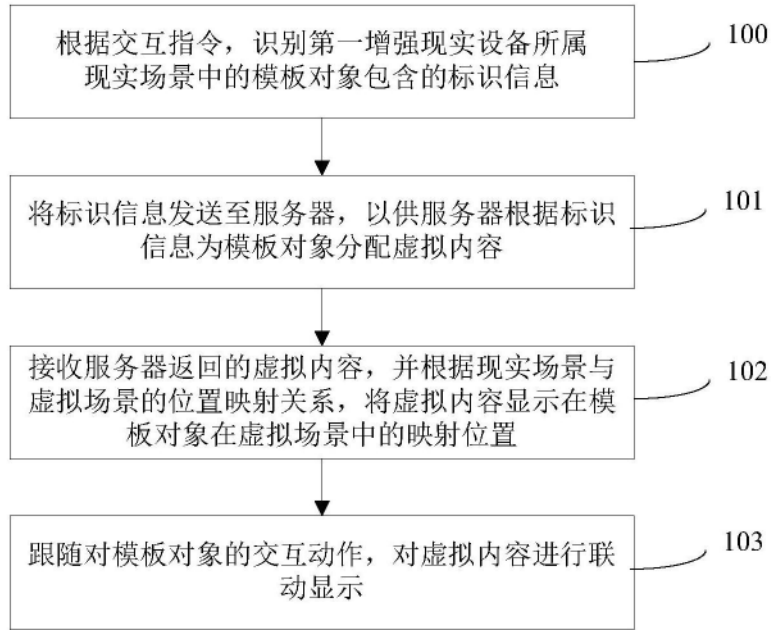 根据交互指令，识别第一增强现实设备所属
现实场景中的模板对象包含的标识信息
100
将标识信息发送至服务器，以供服务器根据标识
信息为模板对象分配虚拟内容
101
接收服务器返回的虚拟内容，并根据现实场景与
虚拟场景的位置映射关系，将虚拟内容显示在模
板对象在虚拟场景中的映射位置
102
跟随对模板对象的交互动作，对虚拟内容进行联
动显示
103